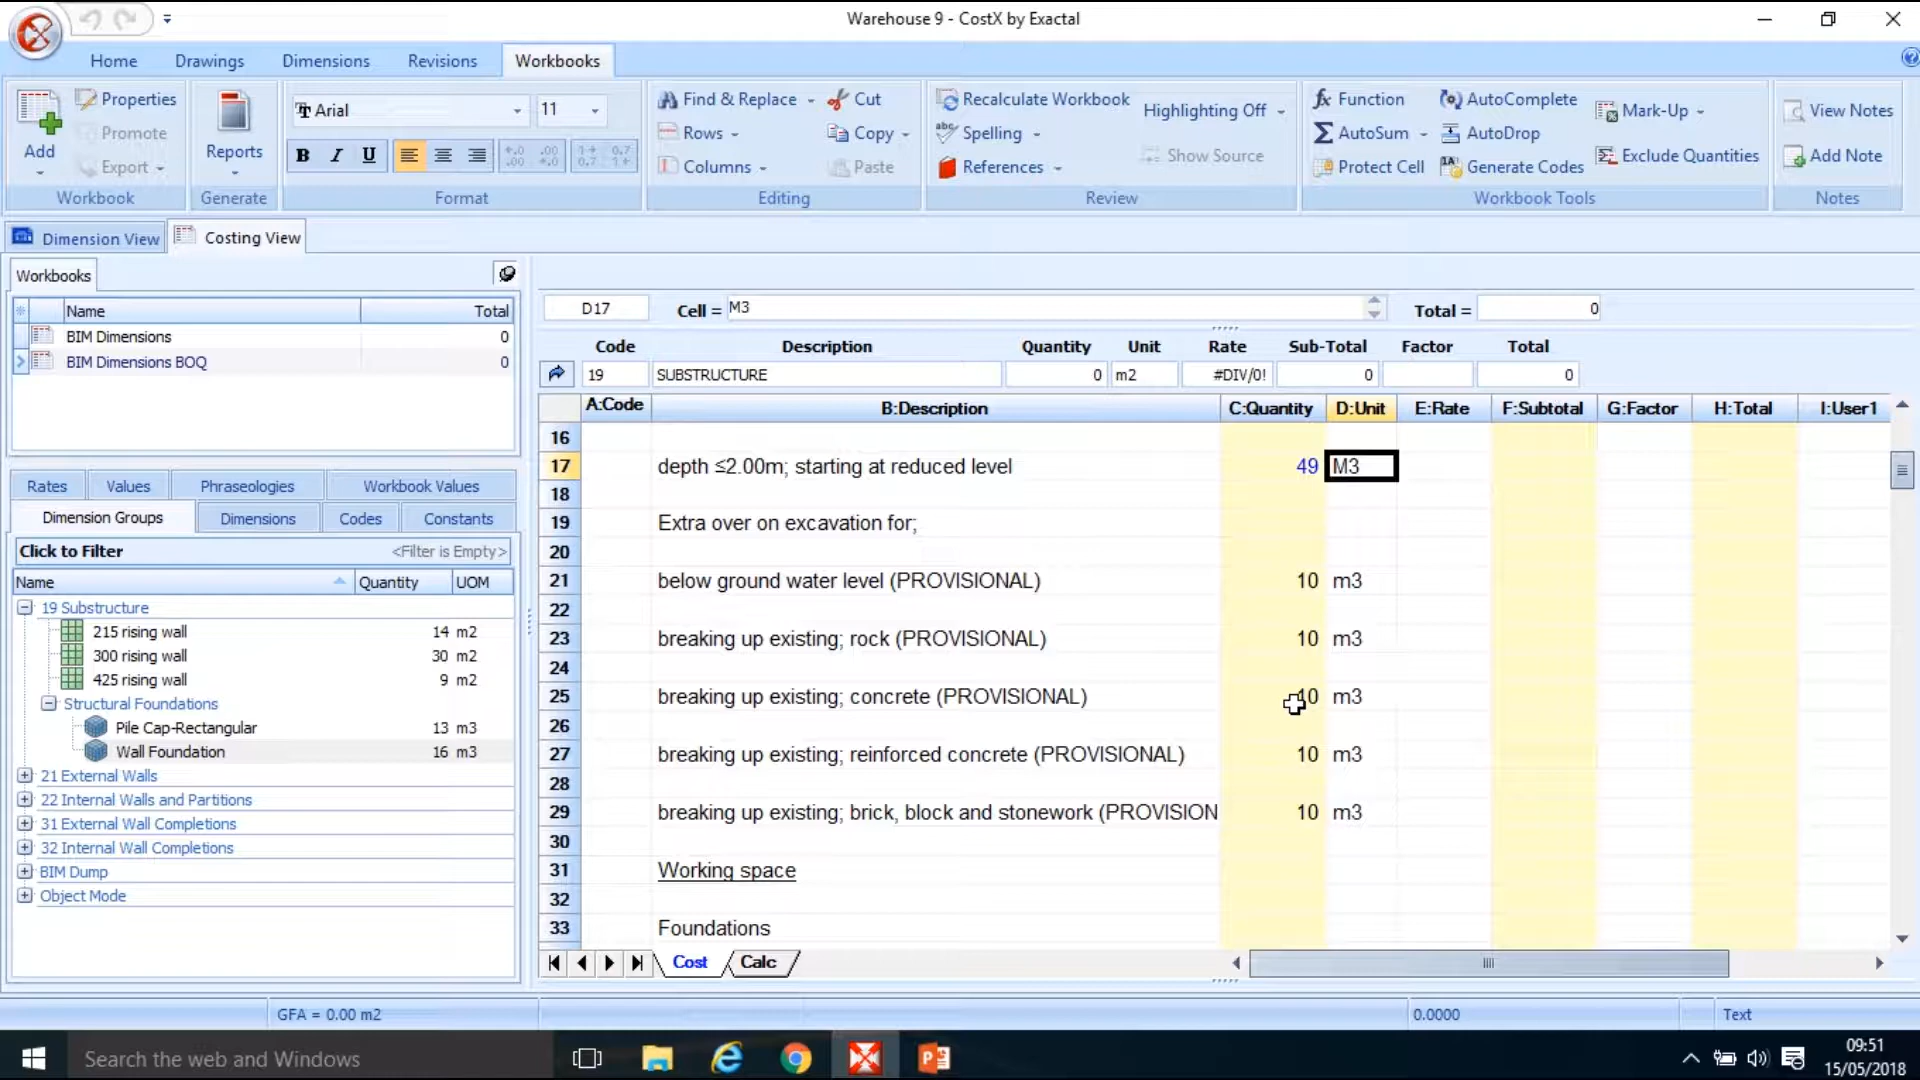 Warehouse 9 - CostX by Exactal
Home Drawings Dimensions Revisions Workbooks
Add
Properties
Promote
Export
Workbook
Reports
Generate
Arial 11
B I U
Format
Find & Replace
Rows
Columns
Cut
Copy
Paste
Editing
Recalculate Workbook
Spelling
References
Highlighting Off
Show Source
Review
Function
AutoSum
Protect Cell
AutoComplete
AutoDrop
Generate Codes
Mark-Up
Exclude Quantities
Workbook Tools
View Notes
Add Note
Notes
Dimension View Costing View
Workbooks
Name Total
BIM Dimensions 0
BIM Dimensions BOQ 0
Rates Values Phraseologies Workbook Values
Dimension Groups Dimensions Codes Constants
Click to Filter <Filter is Empty>
Name Quantity UOM
19 Substructure
215 rising wall 14 m2
300 rising wall 30 m2
425 rising wall 9 m2
Structural Foundations
Pile Cap-Rectangular 13 m3
Wall Foundation 16 m3
21 External Walls
22 Internal Walls and Partitions
31 External Wall Completions
32 Internal Wall Completions
BIM Dump
Object Mode
D17 Cell = M3 Total = 0
Code Description Quantity Unit Rate Sub-Total Factor Total
19 SUBSTRUCTURE 0 m2 #DIV/0! 0 0
A:Code B:Description C:Quantity D:Unit E:Rate F:Subtotal G:Factor H:Total I:User1
16
17 depth ≤2.00m; starting at reduced level 49 M3
18
19 Extra over on excavation for;
20
21 below ground water level (PROVISIONAL) 10 m3
22
23 breaking up existing; rock (PROVISIONAL) 10 m3
24
25 breaking up existing; concrete (PROVISIONAL) 10 m3
26
27 breaking up existing; reinforced concrete (PROVISIONAL) 10 m3
28
29 breaking up existing; brick, block and stonework (PROVISION 10 m3
30
31 Working space
32
33 Foundations
Cost Calc
GFA = 0.00 m2 0.0000 Text
Search the web and Windows
09:51
15/05/2018